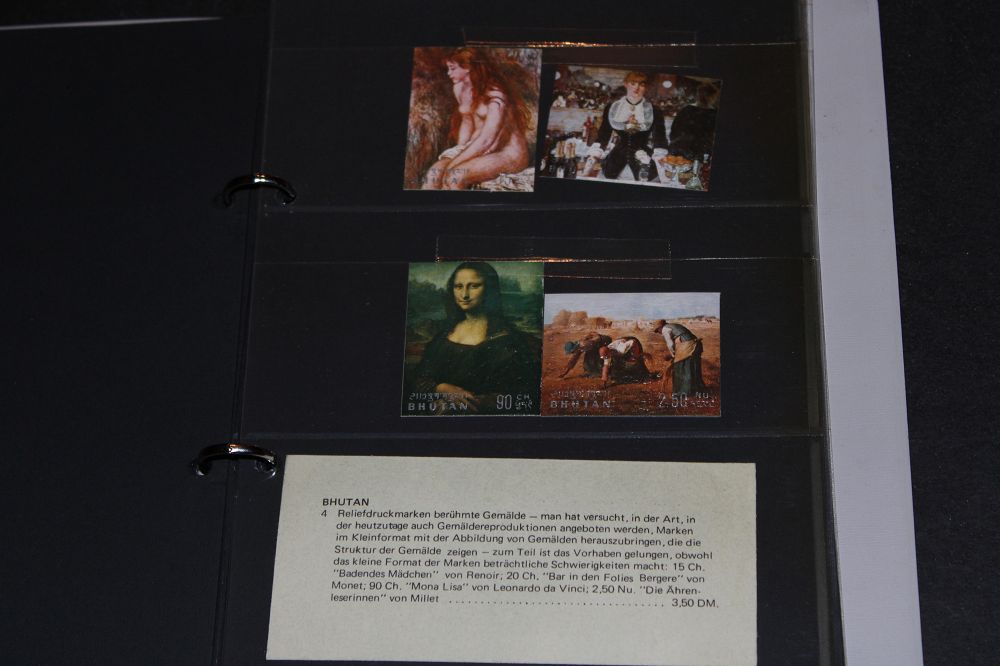 90 CH
BHUTAN
2.50 NU.
BHUTAN
BHUTAN
4 Reliefdruckmarken berühmte Gemälde – man hat versucht, in der Art, in
der heutzutage auch Gemäldereproduktionen angeboten werden, Marken
im Kleinformat mit der Abbildung von Gemälden herauszubringen, die die
Struktur der Gemälde zeigen – zum Teil ist das Vorhaben gelungen, obwohl
das kleine Format der Marken beträchtliche Schwierigkeiten macht: 15 Ch.
"Badendes Mädchen" von Renoir; 20 Ch. "Bar in den Folies Bergere" von
Monet; 90 Ch. "Mona Lisa" von Leonardo da Vinci; 2,50 Nu. "Die Ähren-
leserinnen" von Millet .................................... 3,50 DM.